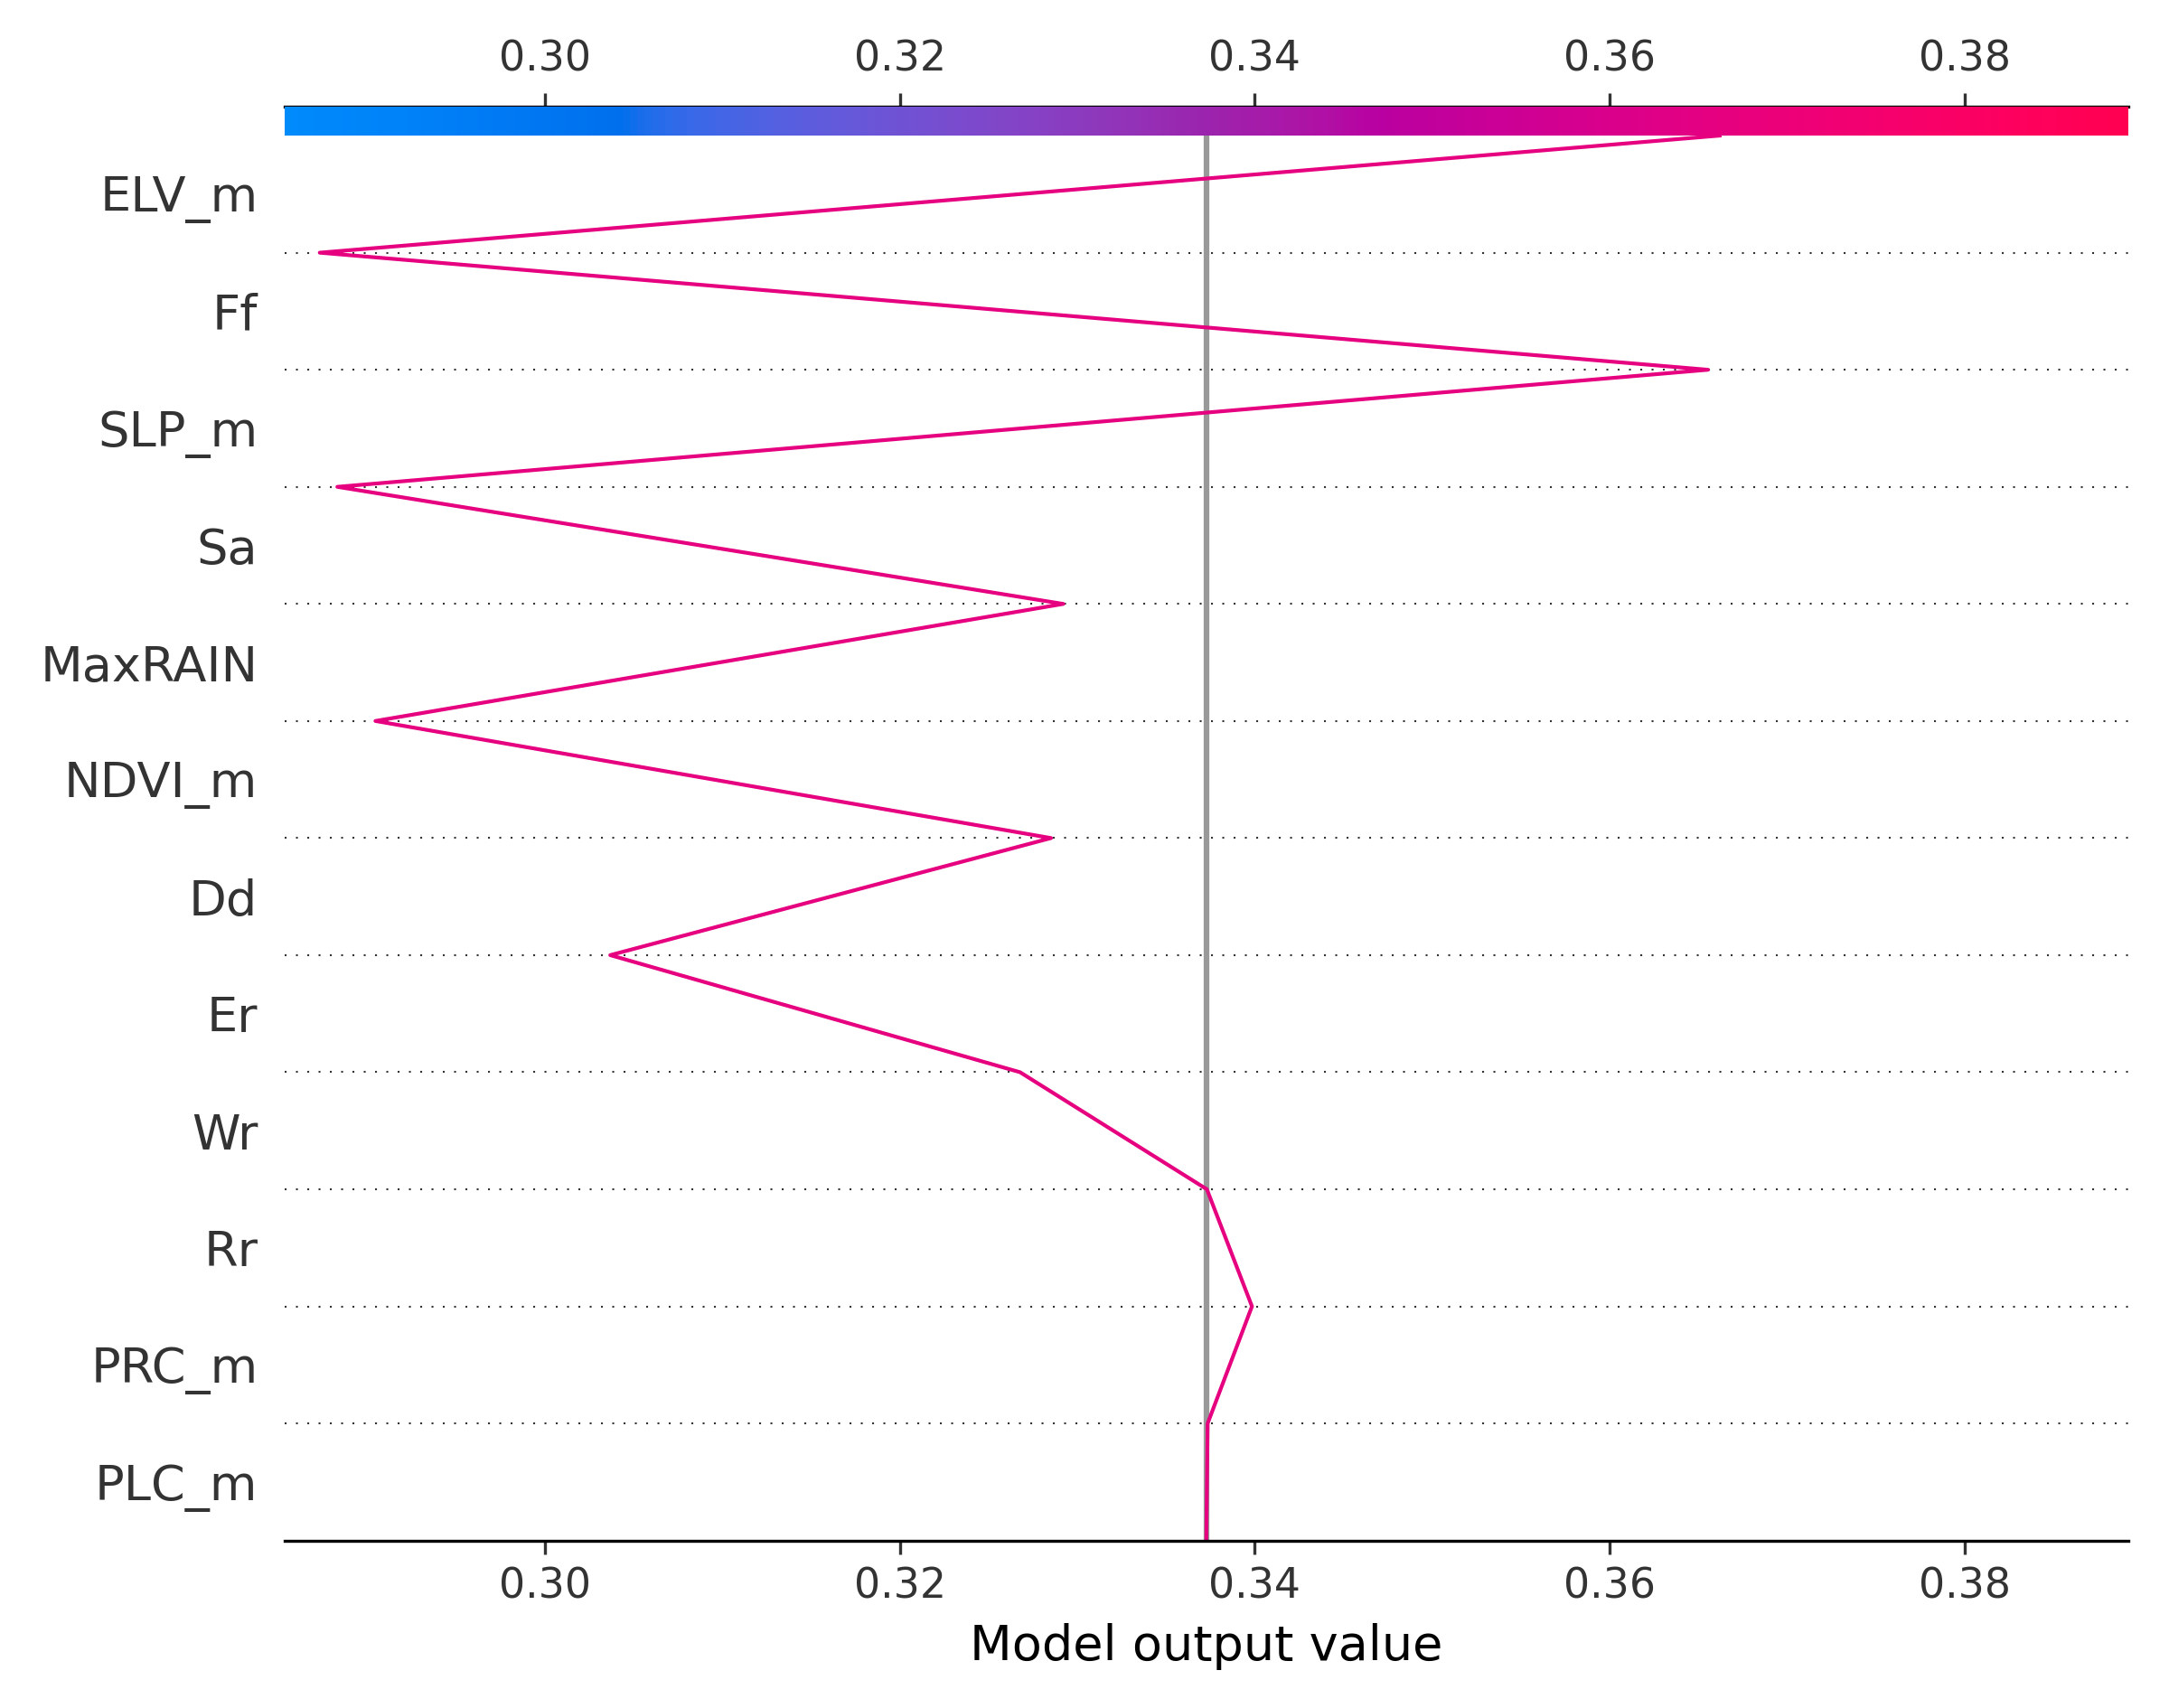 0.30 0.32 0.34 0.36 0.38
ELV_m
Ff
SLP_m
Sa
MaxRAIN
NDVI_m
Dd
Er
Wr
Rr
PRC_m
PLC_m
0.30 0.32 0.34 0.36 0.38
Model output value